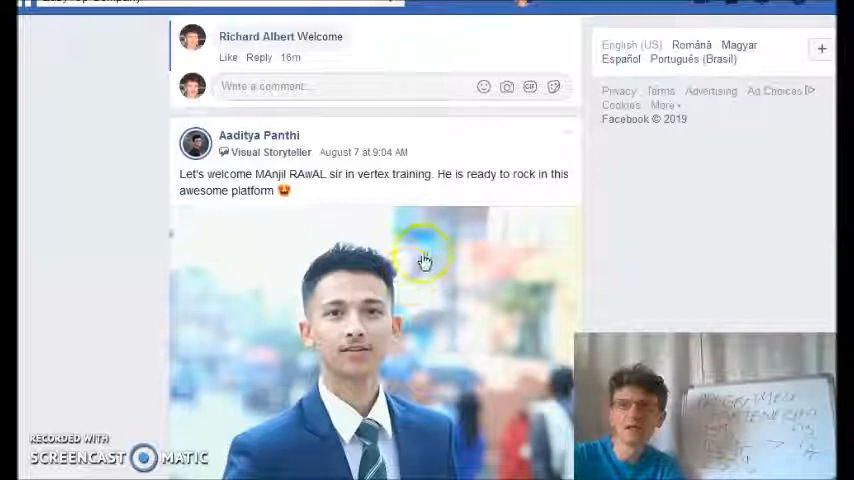 Richard Albert Welcome
Like Reply 16m
Write a comment...
GIF
Aaditya Panthi
Visual Storyteller August 7 at 9:04 AM
Let's welcome MAnjil RAwAL sir in vertex training. He is ready to rock in this
awesome platform
English (US) Română Magyar
Español Português (Brasil)
Privacy Terms Advertising Ad Choices
Cookies More
Facebook © 2019
RECORDED WITH
SCREENCAST MATIC